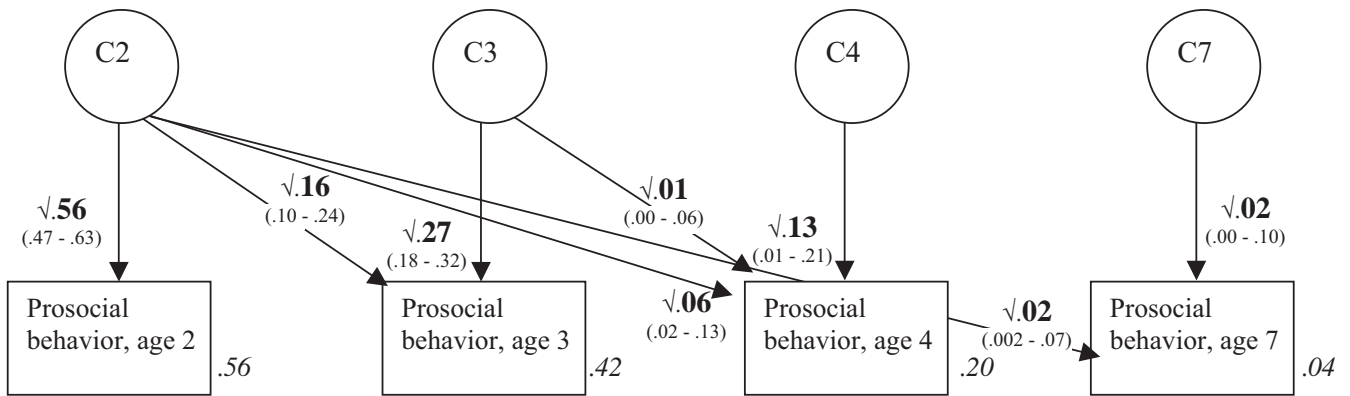 C2
C3
C4
C7
√.56
(.47 - .63)
√.16
(.10 - .24)
√.27
(.18 - .32)
√.01
(.00 - .06)
√.13
(.01 - .21)
√.06
(.02 - .13)
√.02
(.002 - .07)
√.02
(.00 - .10)
Prosocial
behavior, age 2
.56
Prosocial
behavior, age 3
.42
Prosocial
behavior, age 4
.20
Prosocial
behavior, age 7
.04